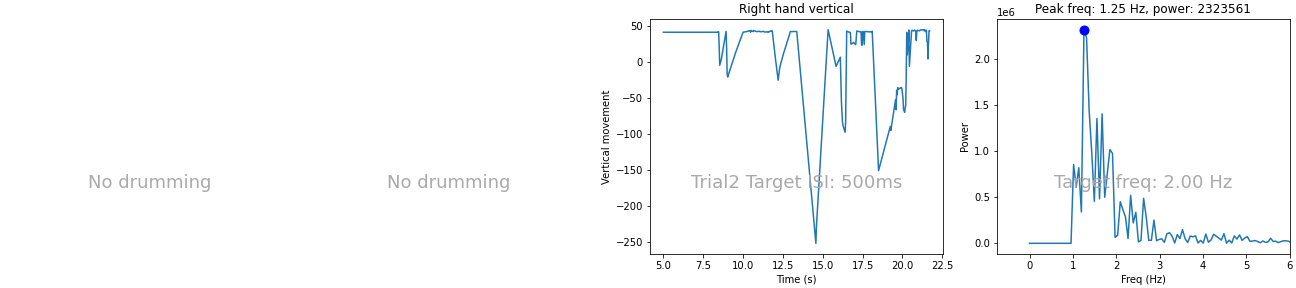 No drumming
No drumming
Right hand vertical
Vertical movement
50
0
−50
−100
−150
−200
−250
5.0 7.5 10.0 12.5 15.0 17.5 20.0 22.5
Time (s)
Trial2 Target ISI: 500ms
Peak freq: 1.25 Hz, power: 2323561
1e6
Power
2.0
1.5
1.0
0.5
0.0
0 1 2 3 4 5 6
Freq (Hz)
Target freq: 2.00 Hz